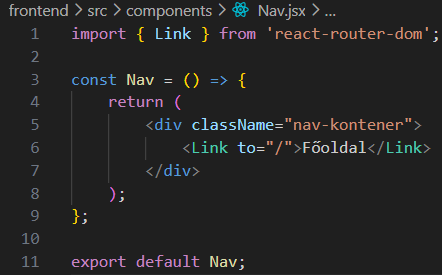 frontend > src > components > Nav.jsx > ...
1 import { Link } from 'react-router-dom';
2
3 const Nav = () => {
4     return (
5         <div className="nav-kontener">
6             <Link to="/">Főoldal</Link>
7         </div>
8     );
9 };
10
11 export default Nav;